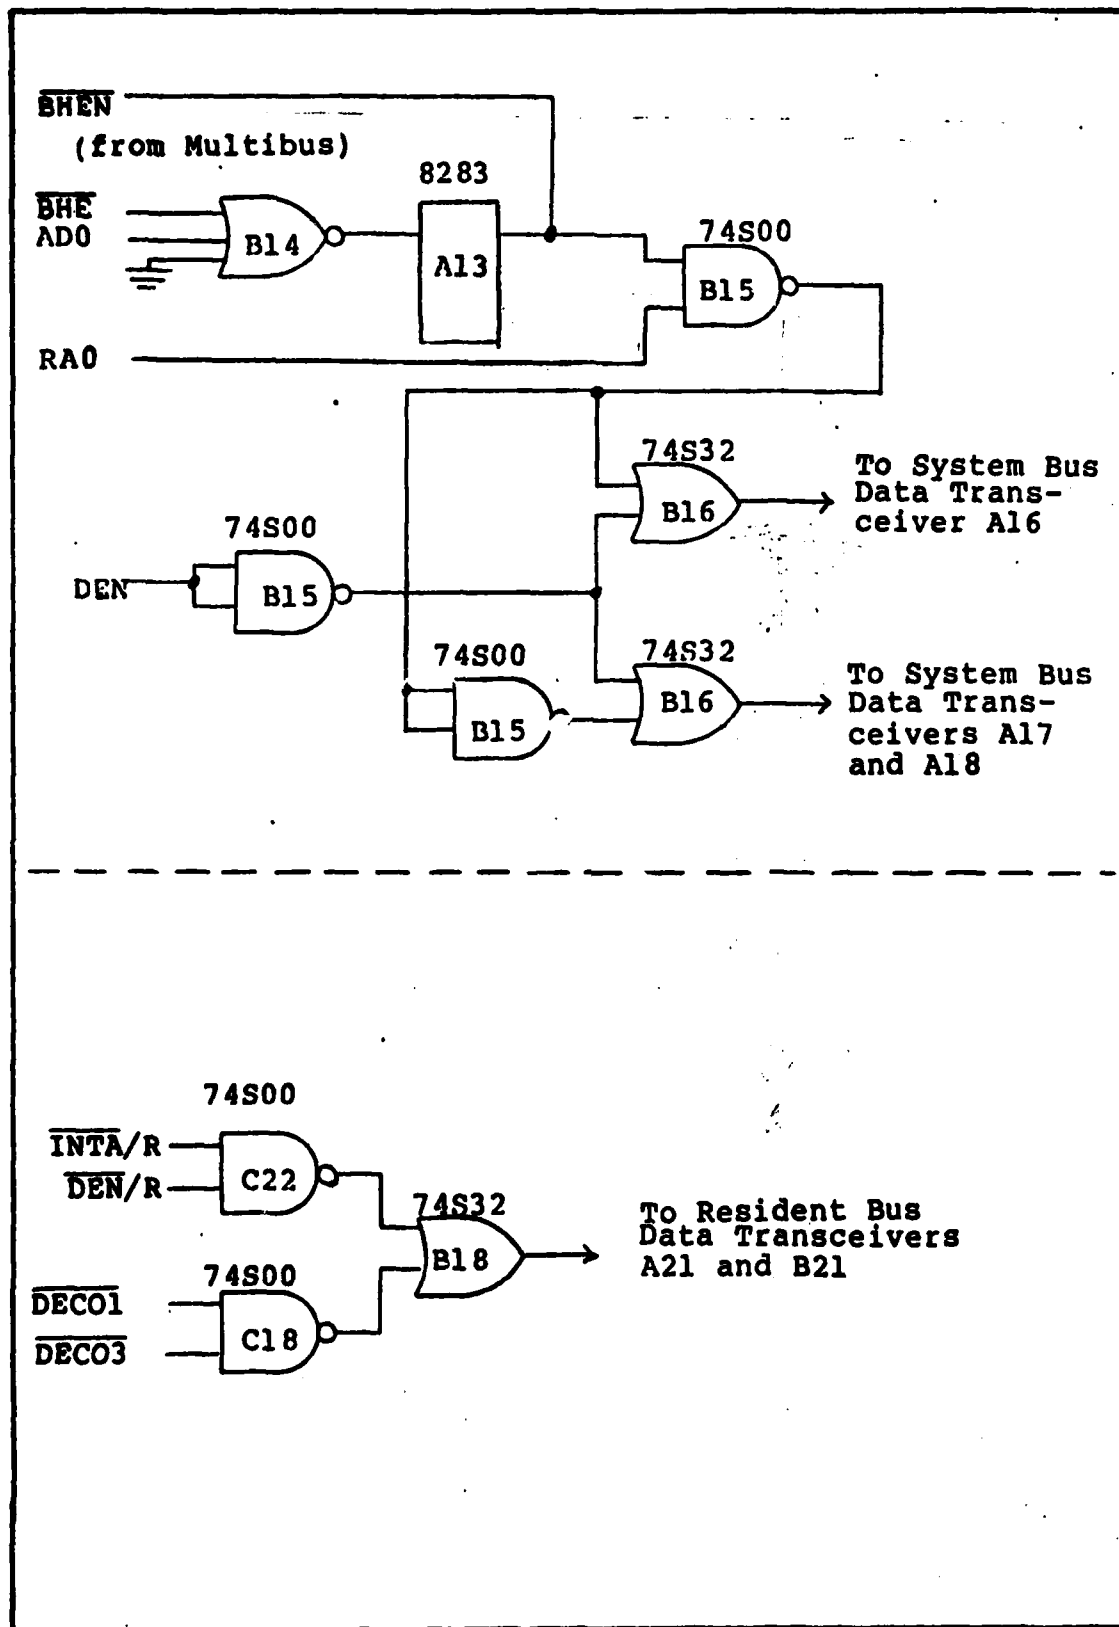 BHEN
(from Multibus)
8283
BHE
AD0
B14
A13
74S00
B15
RA0
74S32
B16
To System Bus
Data Trans-
ceiver A16
74S00
DEN
B15
74S00
B15
74S32
B16
To System Bus
Data Trans-
ceivers A17
and A18
74S00
INTA/R
DEN/R
C22
74S32
B18
To Resident Bus
Data Transceivers
A21 and B21
74S00
DECO1
DECO3
C18